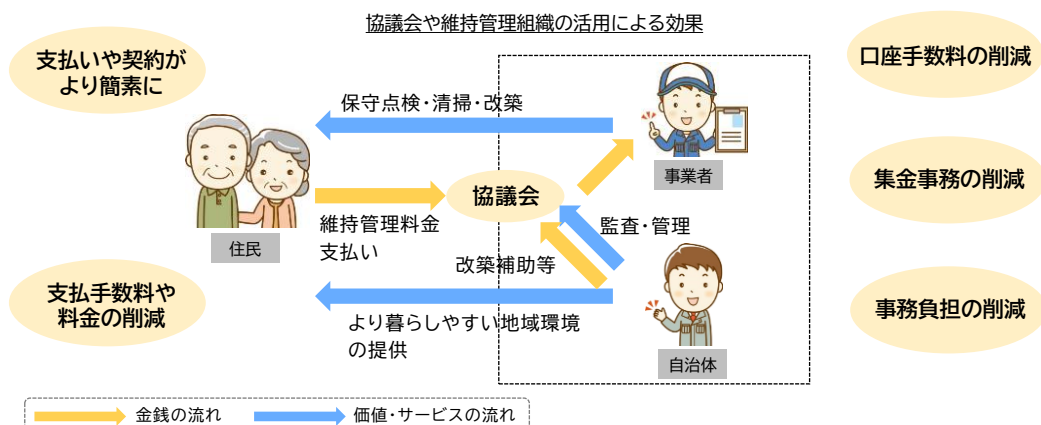 協議会や維持管理組織の活用による効果
支払いや契約が
より簡素に
口座手数料の削減
保守点検・清掃・改築
事業者
集金事務の削減
協議会
住民
維持管理料金
支払い
監査・管理
改築補助等
支払手数料や
料金の削減
事務負担の削減
より暮らしやすい地域環境
の提供
自治体
金銭の流れ
価値・サービスの流れ